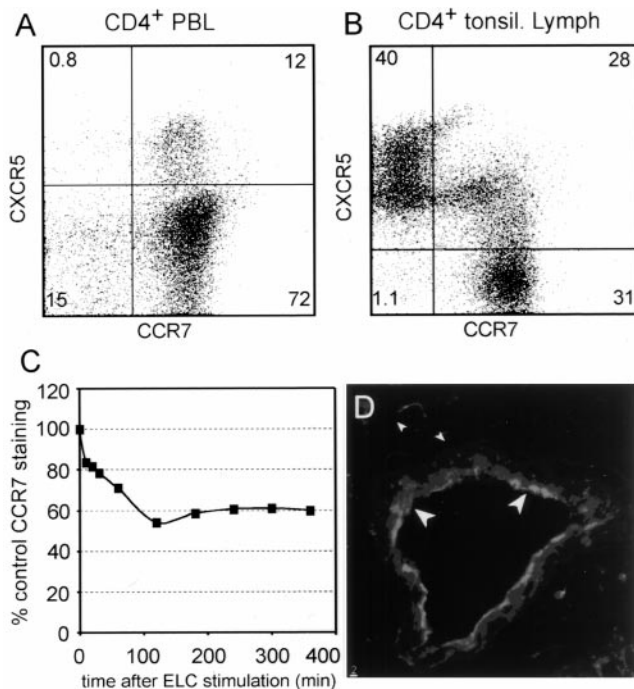 A
CD4+ PBL
0.8
12
CXCR5
15
72
CCR7
B
CD4+ tonsil. Lymph
40
28
CXCR5
1.1
31
CCR7
C
120
100
80
60
40
20
0
% control CCR7 staining
0
100
200
300
400
time after ELC stimulation (min)
D